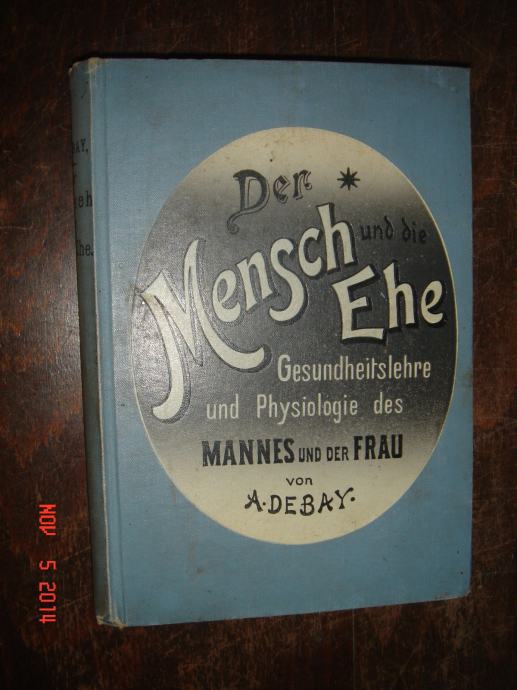 Der
Mensch und die
Ehe
Gesundheitslehre
und Physiologie des
MANNES UND DER FRAU
von
A. DEBAY.
NOV 5 2014